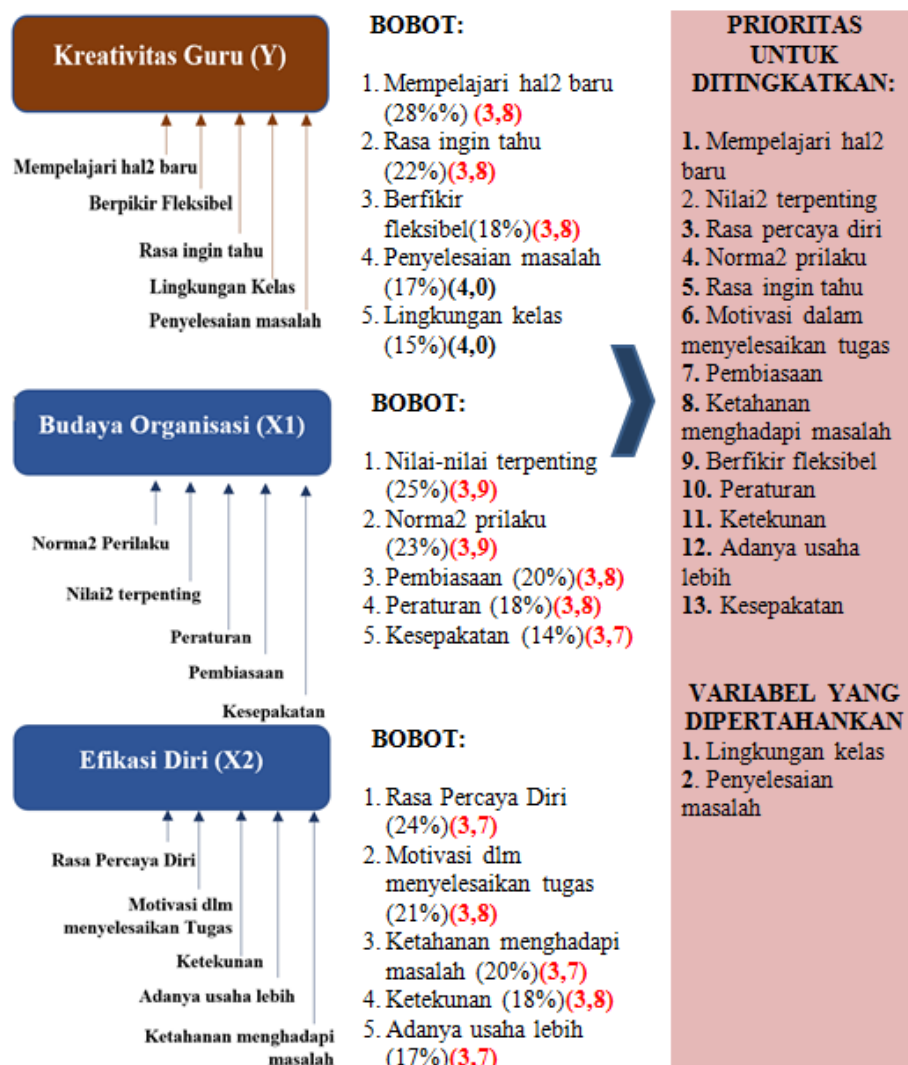 Kreativitas Guru (Y)
Mempelajari hal2 baru
Berpikir Fleksibel
Rasa ingin tahu
Lingkungan Kelas
Penyelesaian masalah
Budaya Organisasi (X1)
Norma2 Perilaku
Nilai2 terpenting
Peraturan
Pembiasaan
Kesepakatan
Efikasi Diri (X2)
Rasa Percaya Diri
Motivasi dlm
menyelesaikan Tugas
Ketekunan
Adanya usaha lebih
Ketahanan menghadapi
masalah
BOBOT:
1. Mempelajari hal2 baru
(28%%) (3,8)
2. Rasa ingin tahu
(22%)(3,8)
3. Berfikir
fleksibel(18%)(3,8)
4. Penyelesaian masalah
(17%)(4,0)
5. Lingkungan kelas
(15%)(4,0)
BOBOT:
1. Nilai-nilai terpenting
(25%)(3,9)
2. Norma2 prilaku
(23%)(3,9)
3. Pembiasaan (20%)(3,8)
4. Peraturan (18%)(3,8)
5. Kesepakatan (14%)(3,7)
BOBOT:
1. Rasa Percaya Diri
(24%)(3,7)
2. Motivasi dlm
menyelesaikan tugas
(21%)(3,8)
3. Ketahanan menghadapi
masalah (20%)(3,7)
4. Ketekunan (18%)(3,8)
5. Adanya usaha lebih
(17%)(3,7)
PRIORITAS
UNTUK
DITINGKATKAN:
1. Mempelajari hal2
baru
2. Nilai2 terpenting
3. Rasa percaya diri
4. Norma2 prilaku
5. Rasa ingin tahu
6. Motivasi dalam
menyelesaikan tugas
7. Pembiasaan
8. Ketahanan
menghadapi masalah
9. Berfikir fleksibel
10. Peraturan
11. Ketekunan
12. Adanya usaha
lebih
13. Kesepakatan
VARIABEL YANG
DIPERTAHANKAN
1. Lingkungan kelas
2. Penyelesaian
masalah